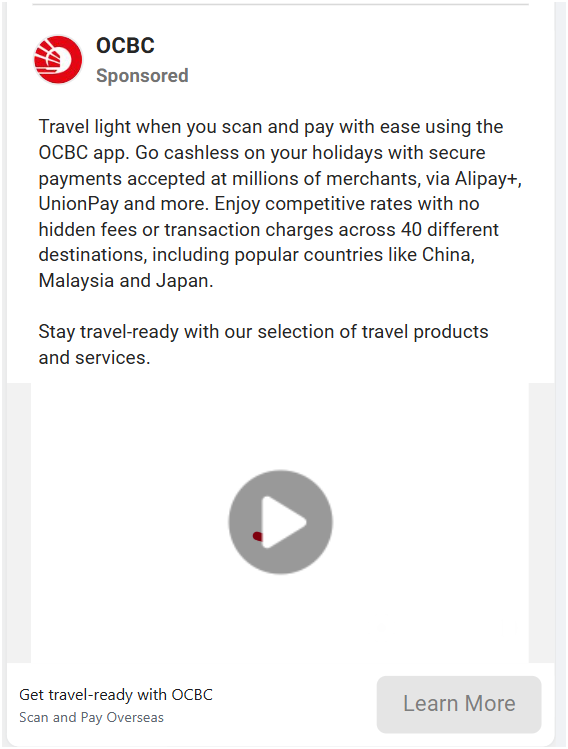 OCBC
Sponsored
Travel light when you scan and pay with ease using the
OCBC app. Go cashless on your holidays with secure
payments accepted at millions of merchants, via Alipay+,
UnionPay and more. Enjoy competitive rates with no
hidden fees or transaction charges across 40 different
destinations, including popular countries like China,
Malaysia and Japan.
Stay travel-ready with our selection of travel products
and services.
Get travel-ready with OCBC
Scan and Pay Overseas
Learn More